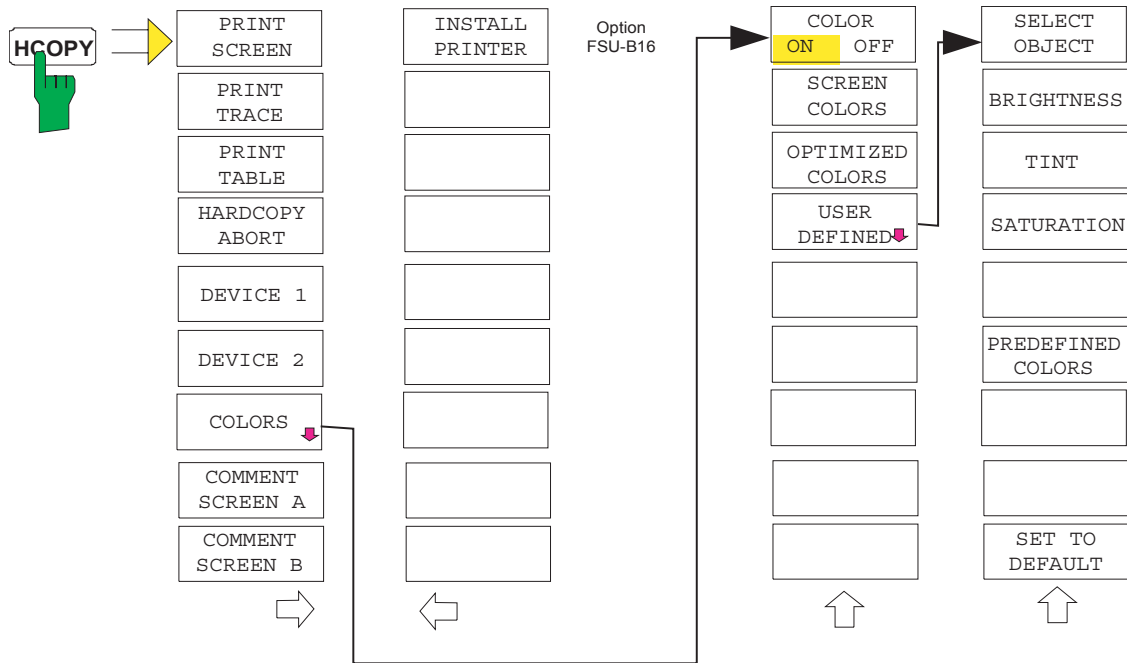 HCOPY
PRINT
SCREEN
PRINT
TRACE
PRINT
TABLE
HARDCOPY
ABORT
DEVICE 1
DEVICE 2
COLORS
COMMENT
SCREEN A
COMMENT
SCREEN B
INSTALL
PRINTER
Option
FSU-B16
COLOR
ON OFF
SCREEN
COLORS
OPTIMIZED
COLORS
USER
DEFINED
SELECT
OBJECT
BRIGHTNESS
TINT
SATURATION
PREDEFINED
COLORS
SET TO
DEFAULT